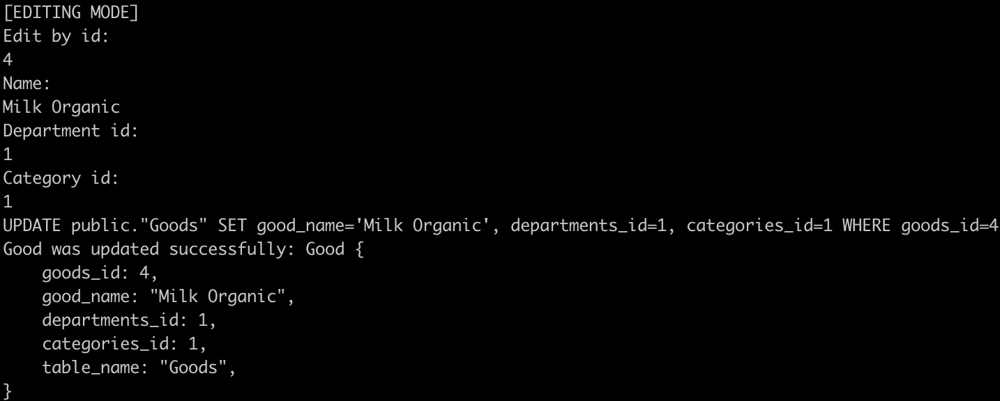 [EDITING MODE]
Edit by id:
4
Name:
Milk Organic
Department id:
1
Category id:
1
UPDATE public."Goods" SET good_name='Milk Organic', departments_id=1, categories_id=1 WHERE goods_id=4
Good was updated successfully: Good {
    goods_id: 4,
    good_name: "Milk Organic",
    departments_id: 1,
    categories_id: 1,
    table_name: "Goods",
}